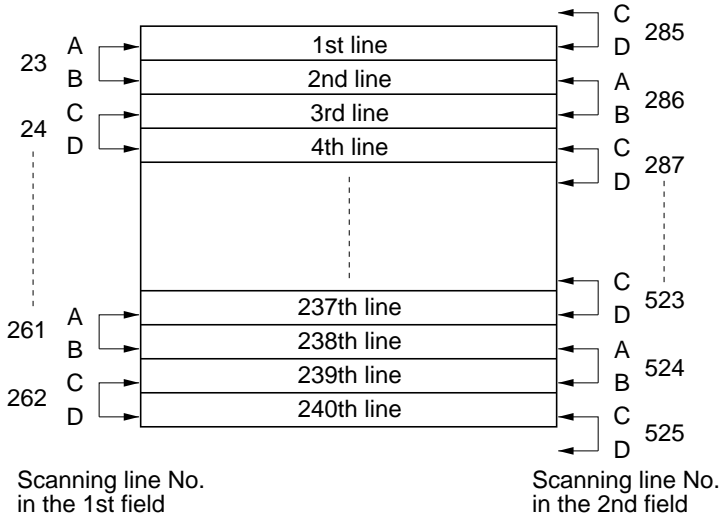 C
285
A 1st line D
23
B 2nd line A
286
C 3rd line B
24
D 4th line C
287
D
C
523
A 237th line D
261
B 238th line A
524
C 239th line B
262
D 240th line C
525
D
Scanning line No. Scanning line No.
in the 1st field in the 2nd field